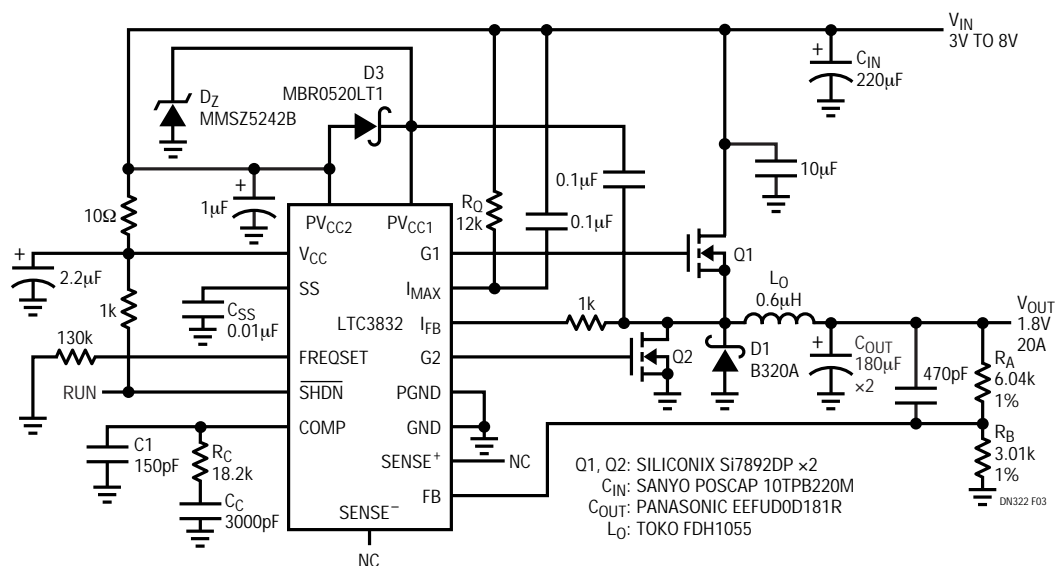 VIN
3V TO 8V
CIN
220µF
+
D3
MBR0520LT1
DZ
MMSZ5242B
10µF
0.1µF
0.1µF
RQ
12k
+
1µF
10Ω
PVCC2
PVCC1
VCC
G1
Q1
+
2.2µF
SS
IMAX
CSS
0.01µF
LTC3832
1k
IFB
1k
LO
0.6µH
VOUT
1.8V
20A
130k
FREQSET
G2
Q2
D1
B320A
+
COUT
180µF
×2
470pF
RA
6.04k
1%
RUN
SHDN
PGND
COMP
GND
C1
150pF
RC
18.2k
SENSE+
NC
RB
3.01k
1%
FB
CC
3000pF
SENSE–
NC
Q1, Q2: SILICONIX Si7892DP ×2
CIN: SANYO POSCAP 10TPB220M
COUT: PANASONIC EEFUD0D181R
LO: TOKO FDH1055
DN322 F03